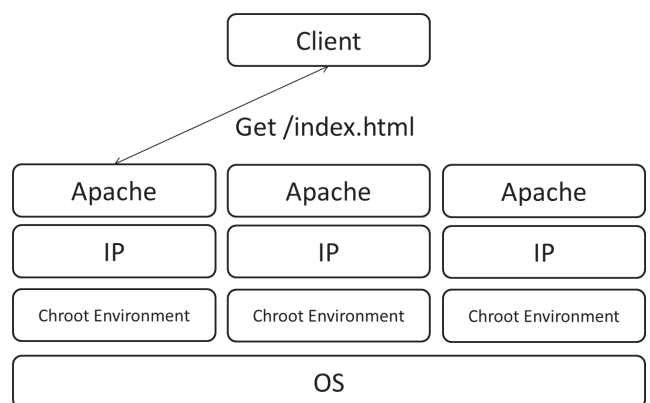 Client
Get /index.html
Apache Apache Apache
IP IP IP
Chroot Environment Chroot Environment Chroot Environment
OS